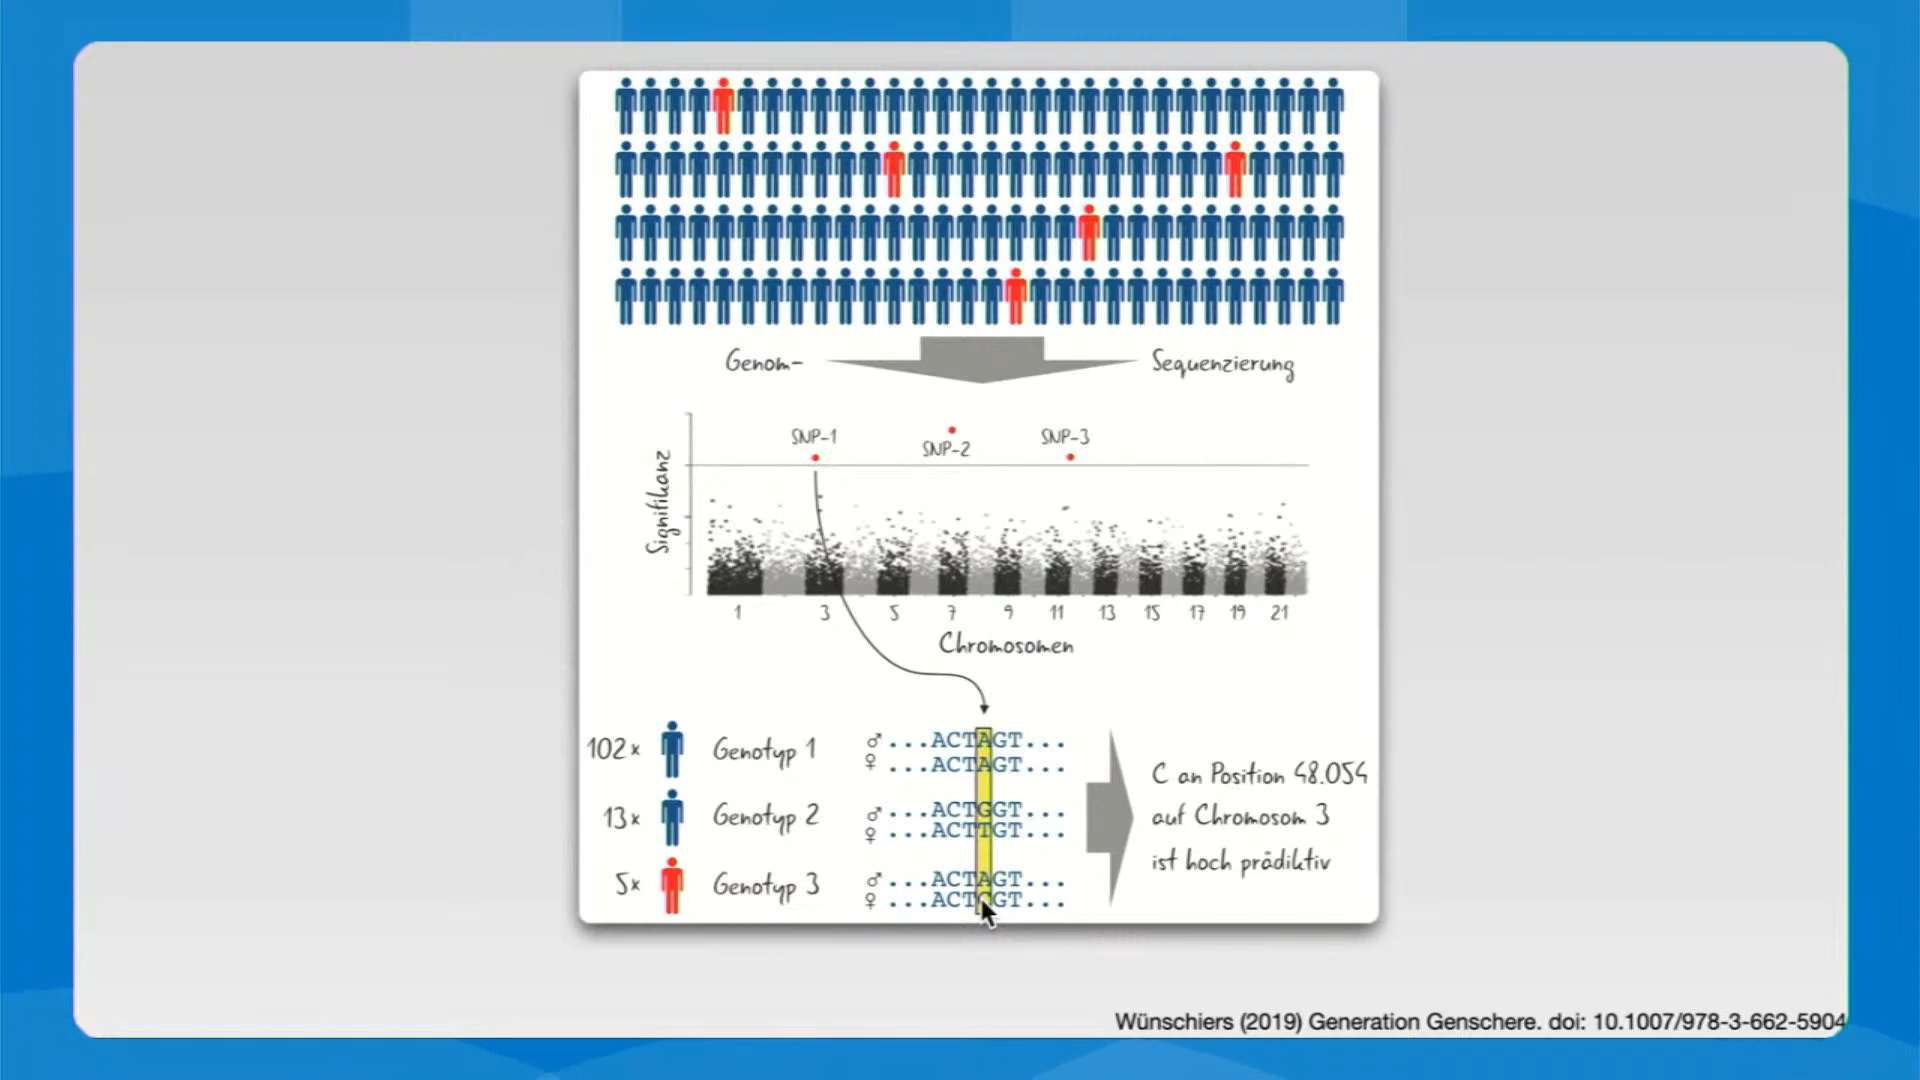 Genom- Sequenzierung
SNP-1 SNP-2 SNP-3
Signifikanz
1 3 5 7 9 11 13 15 17 19 21
Chromosomen
102x Genotyp 1 ♂...ACTAGT...
♀...ACTAGT...
13x Genotyp 2 ♂...ACTGGT...
♀...ACTTGT...
5x Genotyp 3 ♂...ACTAGT...
♀...ACTCGT...
C an Position 48.054
auf Chromosom 3
ist hoch prädiktiv
Wünschiers (2019) Generation Genschere. doi: 10.1007/978-3-662-5904